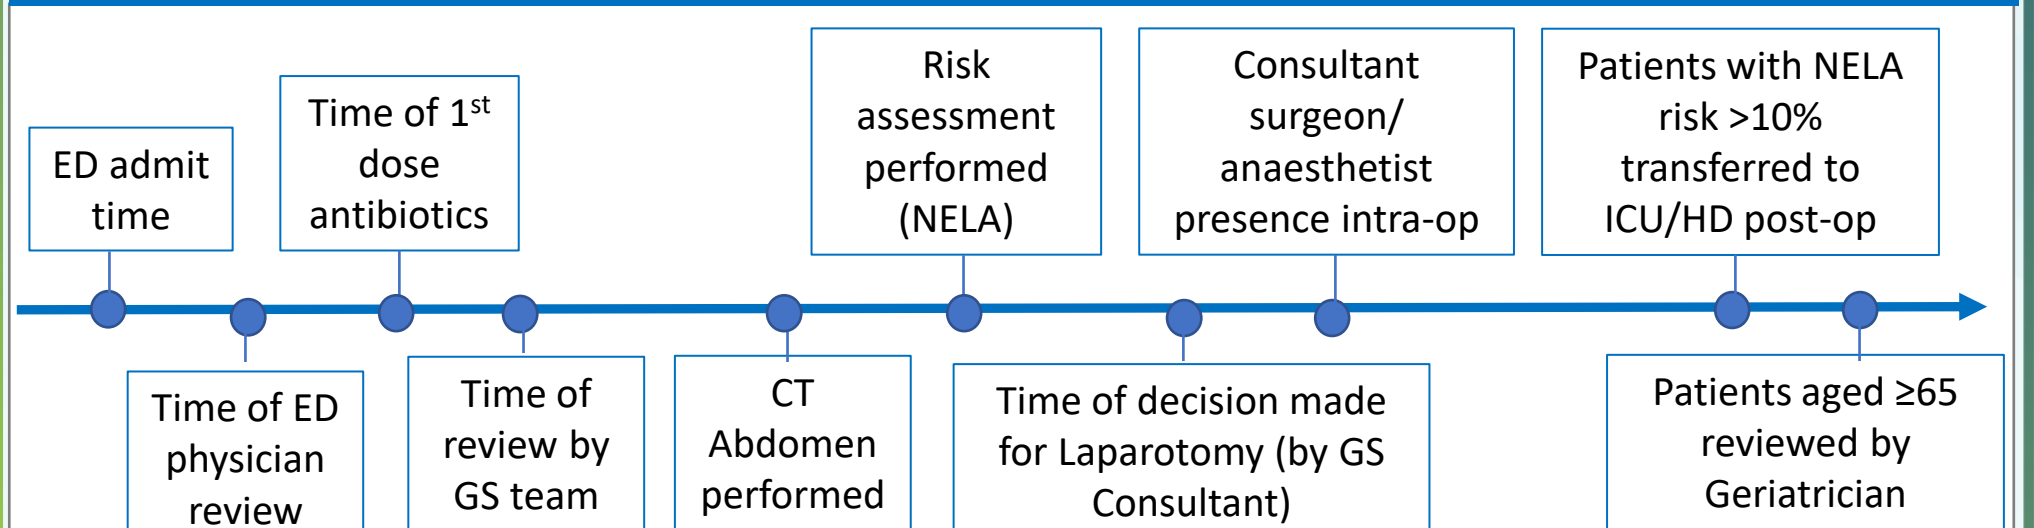 ED admit
time
Time of ED
physician
review
Time of 1st
dose
antibiotics
Time of
review by
GS team
CT
Abdomen
performed
Risk
assessment
performed
(NELA)
Time of decision made
for Laparotomy (by GS
Consultant)
Consultant
surgeon/
anaesthetist
presence intra-op
Patients with NELA
risk >10%
transferred to
ICU/HD post-op
Patients aged ≥65
reviewed by
Geriatrician